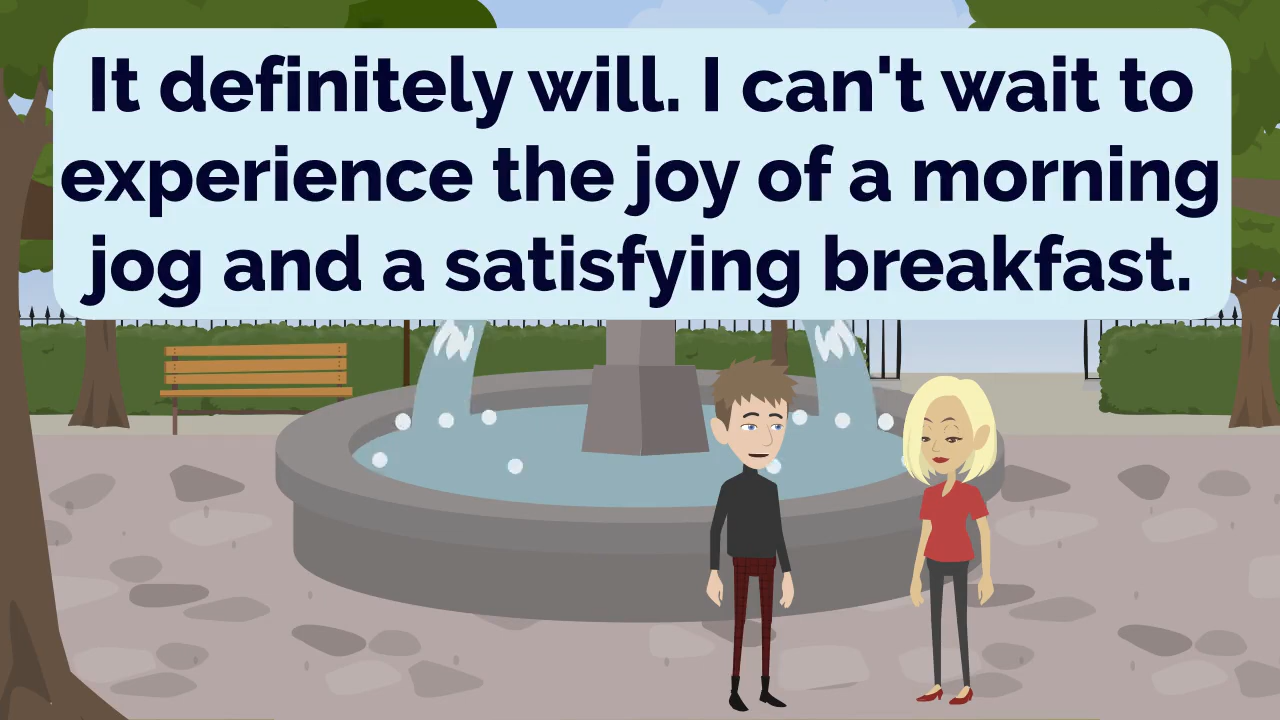 It definitely will. I can't wait to
experience the joy of a morning
jog and a satisfying breakfast.